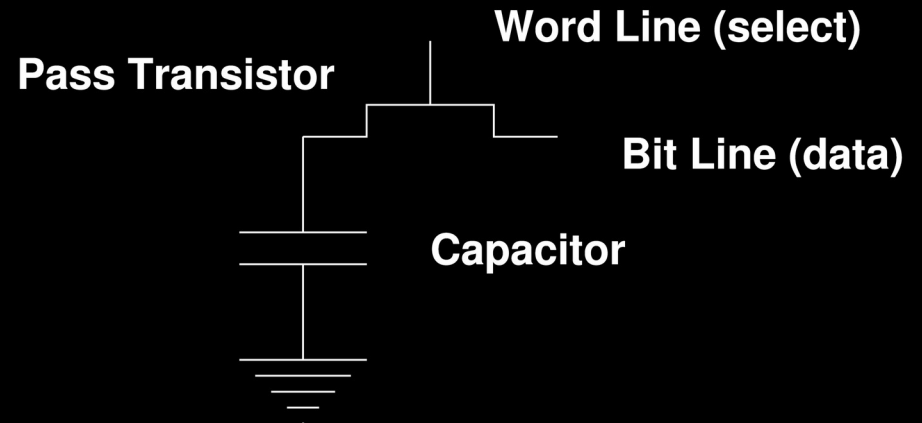 Word Line (select)
Pass Transistor
Bit Line (data)
Capacitor